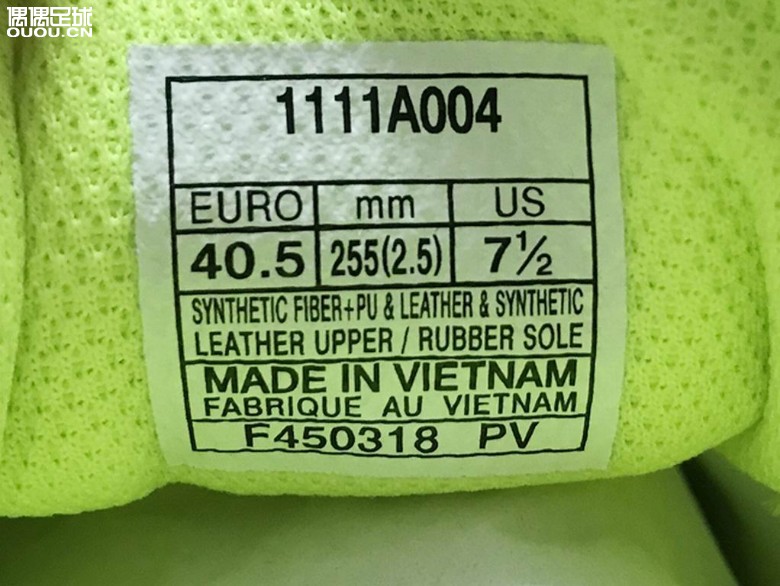 偶偶足球
OUOU.CN
1111A004
EURO mm US
40.5 255(2.5) 7½
SYNTHETIC FIBER+PU & LEATHER & SYNTHETIC
LEATHER UPPER / RUBBER SOLE
MADE IN VIETNAM
FABRIQUE AU VIETNAM
F450318 PV